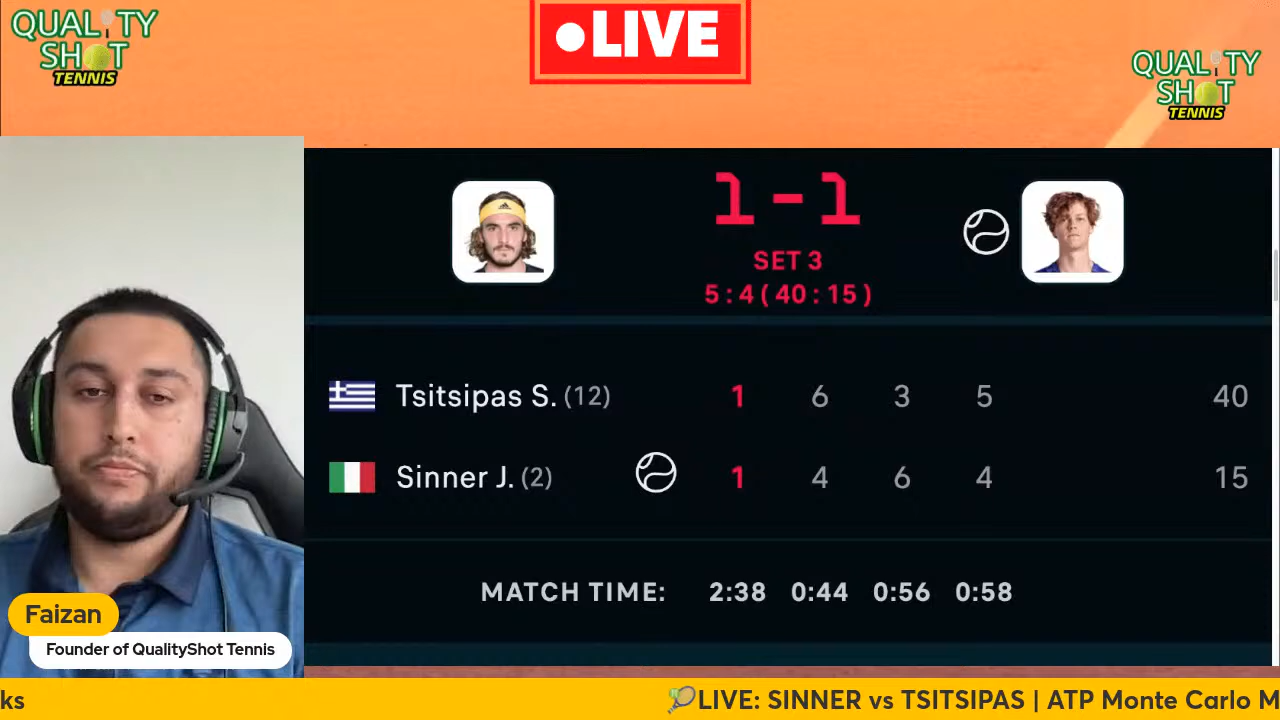 QUALITY
SHOT
TENNIS
LIVE
QUALITY
SHOT
TENNIS
1 - 1
SET 3
5 : 4 ( 40 : 15 )
Tsitsipas S. (12) 1 6 3 5 40
Sinner J. (2) 1 4 6 4 15
MATCH TIME: 2:38 0:44 0:56 0:58
Faizan
Founder of QualityShot Tennis
ks LIVE: SINNER vs TSITSIPAS | ATP Monte Carlo M